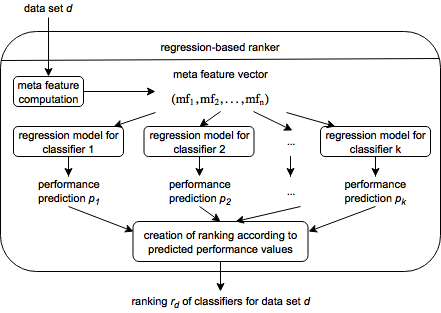 data set d
regression-based ranker
meta feature vector
meta feature
computation
(mf1,mf2,...,mfn)
regression model for
classifier 1
regression model for
classifier 2
...
regression model for
classifier k
performance
prediction p1
performance
prediction p2
...
performance
prediction pk
creation of ranking according to
predicted performance values
ranking rd of classifiers for data set d